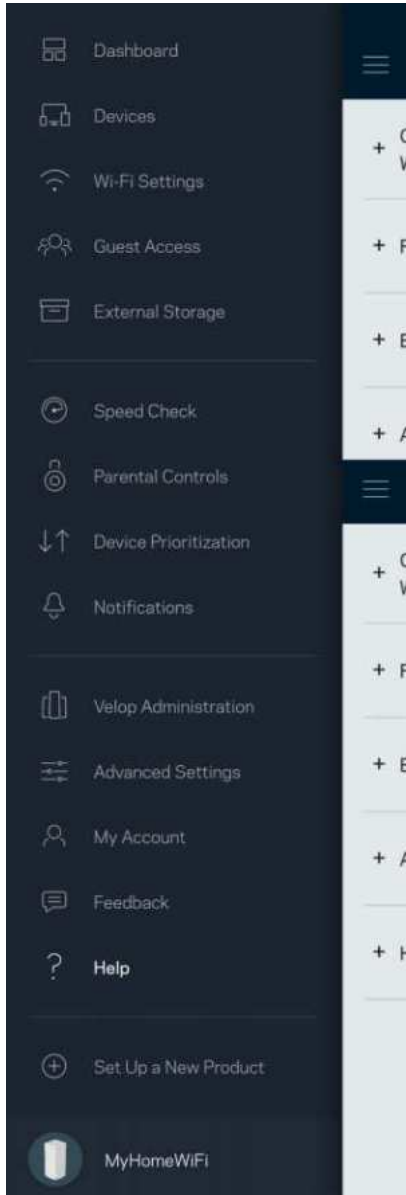 Dashboard
Devices
Wi-Fi Settings
Guest Access
External Storage
Speed Check
Parental Controls
Device Prioritization
Notifications
Velop Administration
Advanced Settings
My Account
Feedback
Help
Set Up a New Product
MyHomeWiFi